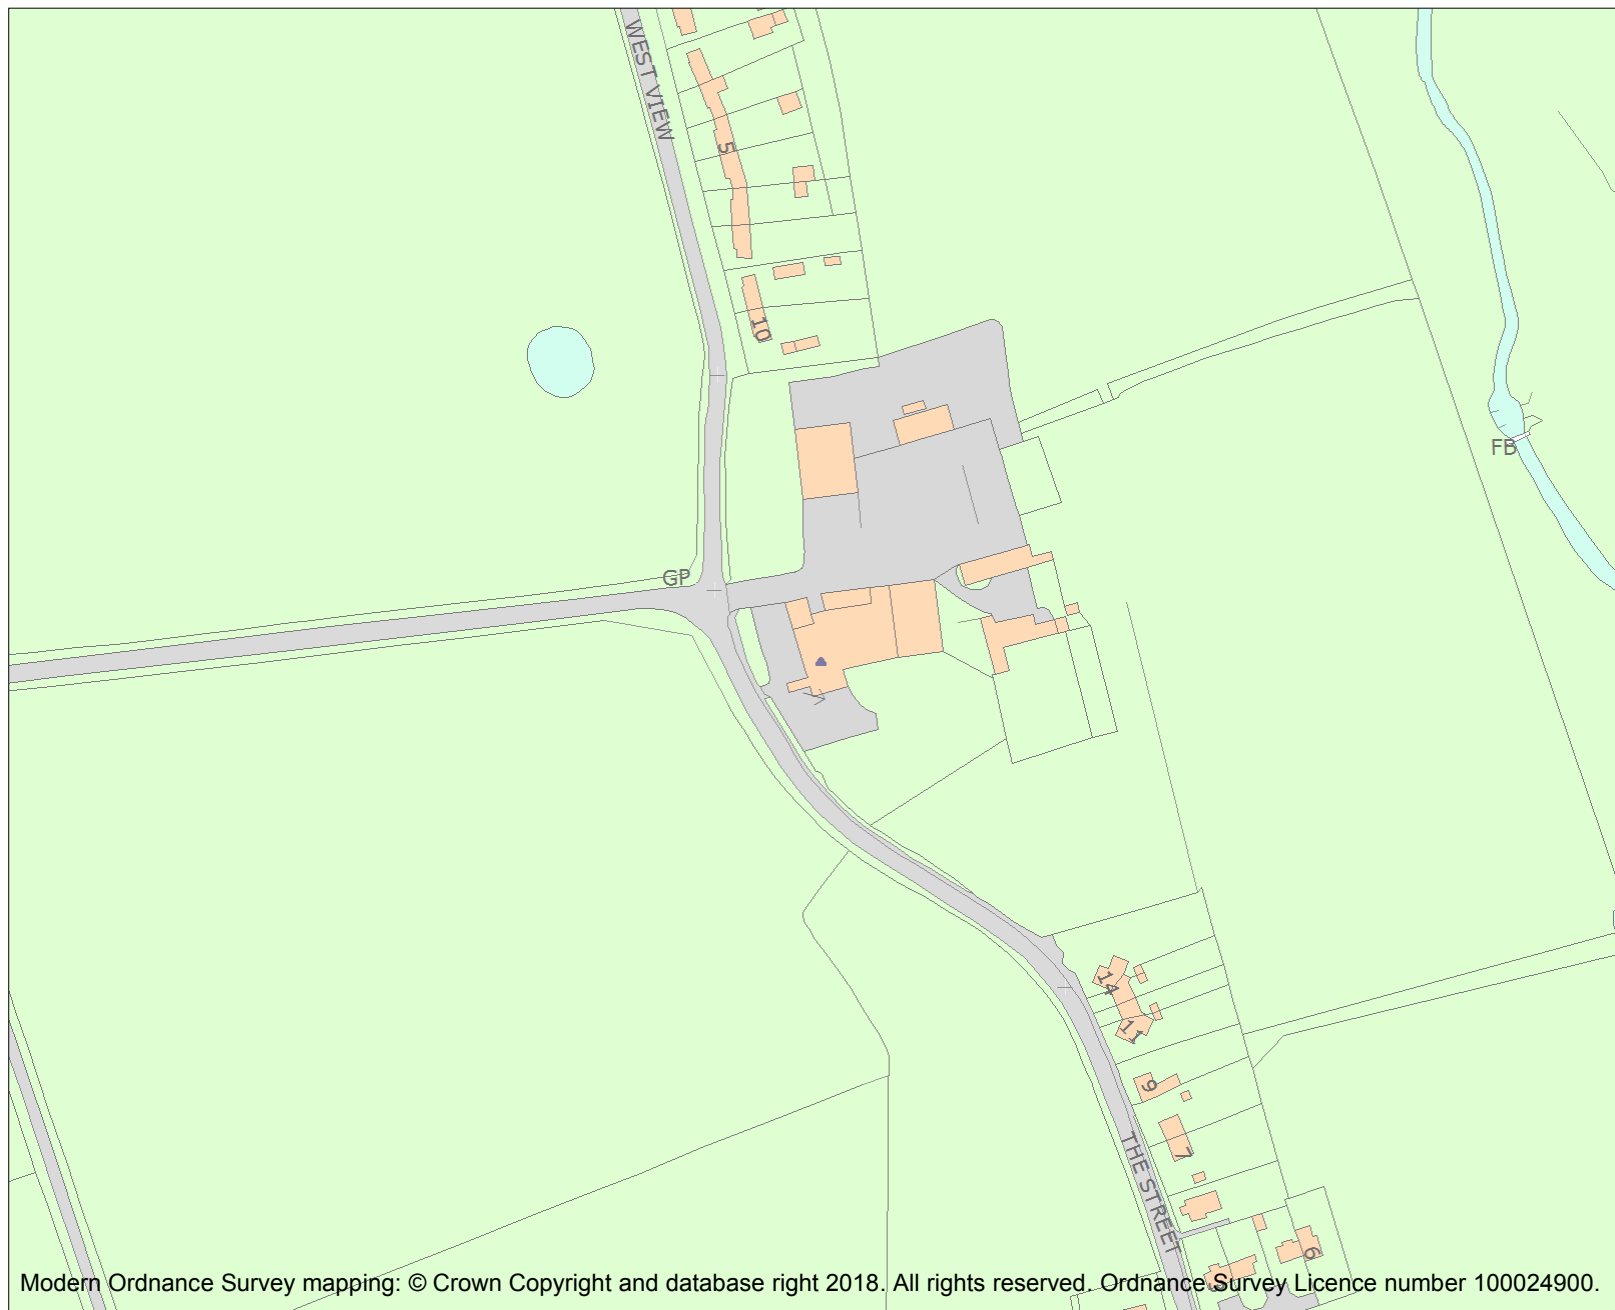 WEST VIEW
5
10
FB
GP
14
11
9
7
THE STREET
6
3
Modern Ordnance Survey mapping: © Crown Copyright and database right 2018. All rights reserved. Ordnance Survey Licence number 100024900.